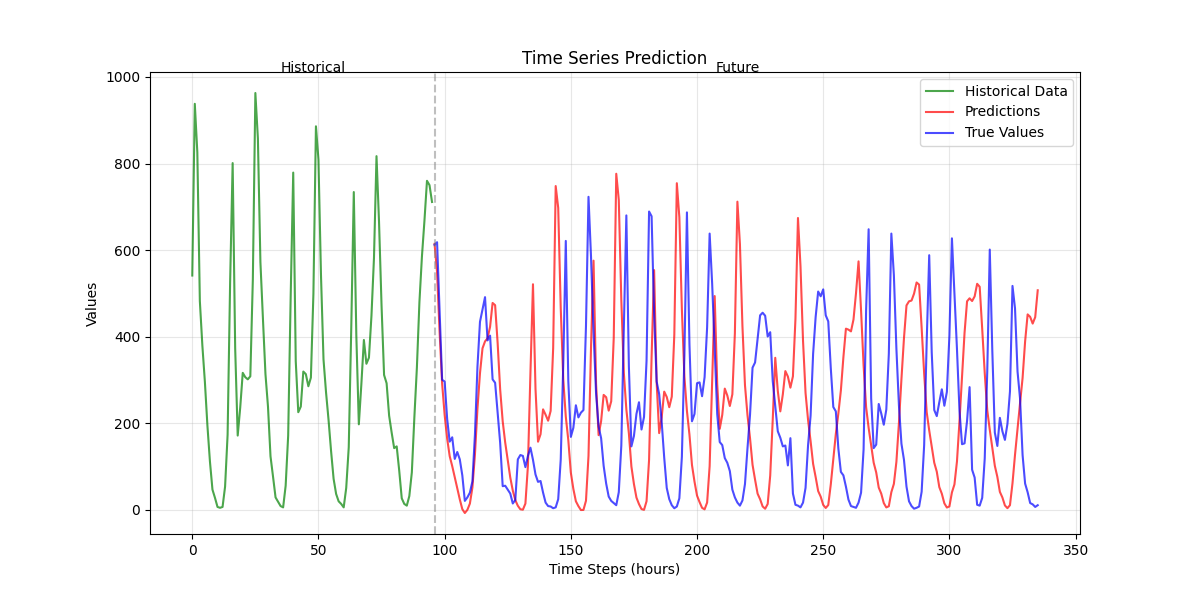 Time Series Prediction
Historical
Future
1000
800
600
400
200
0
Values
Historical Data
Predictions
True Values
0
50
100
150
200
250
300
350
Time Steps (hours)